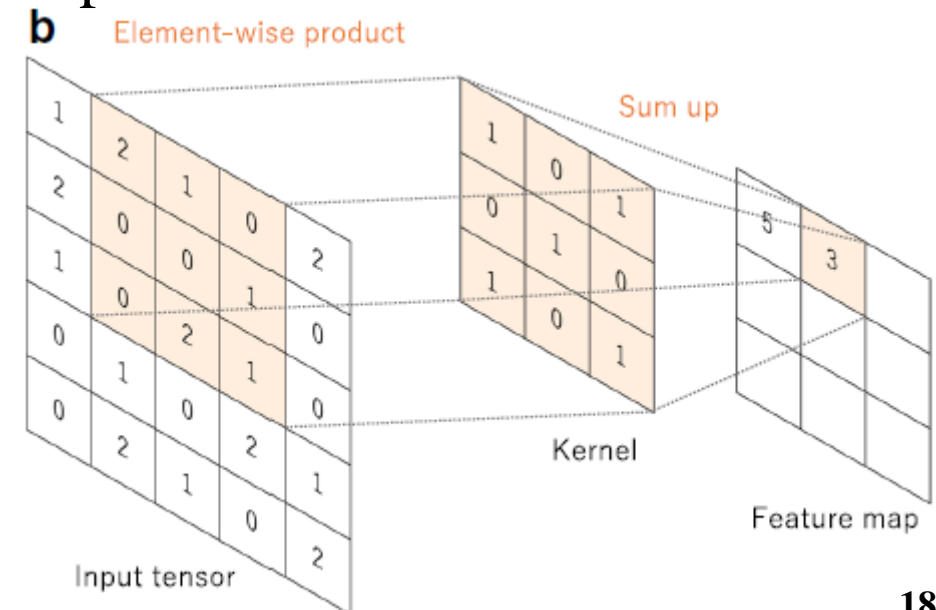 b
Element-wise product
1 2 1 0 2
2 0 0 1 0
1 0 2 1 0
0 1 0 2 1
0 2 1 0 2
Input tensor
1 0 1
0 1 0
1 0 1
Kernel
Sum up
5 3
Feature map
18